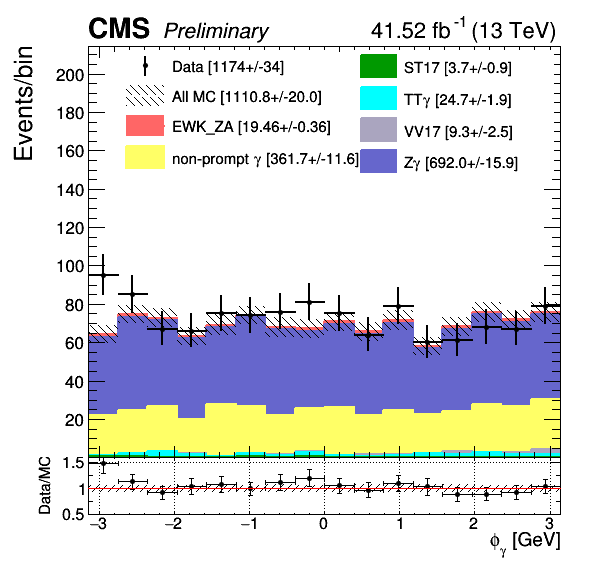 CMS Preliminary 41.52 fb⁻¹ (13 TeV)
Events/bin
Data [1174+/-34]
All MC [1110.8+/-20.0]
EWK_ZA [19.46+/-0.36]
non-prompt γ [361.7+/-11.6]
ST17 [3.7+/-0.9]
TTγ [24.7+/-1.9]
VV17 [9.3+/-2.5]
Zγ [692.0+/-15.9]
200
180
160
140
120
100
80
60
40
20
Data/MC
1.5
1
0.5
−3 −2 −1 0 1 2 3
ϕγ [GeV]